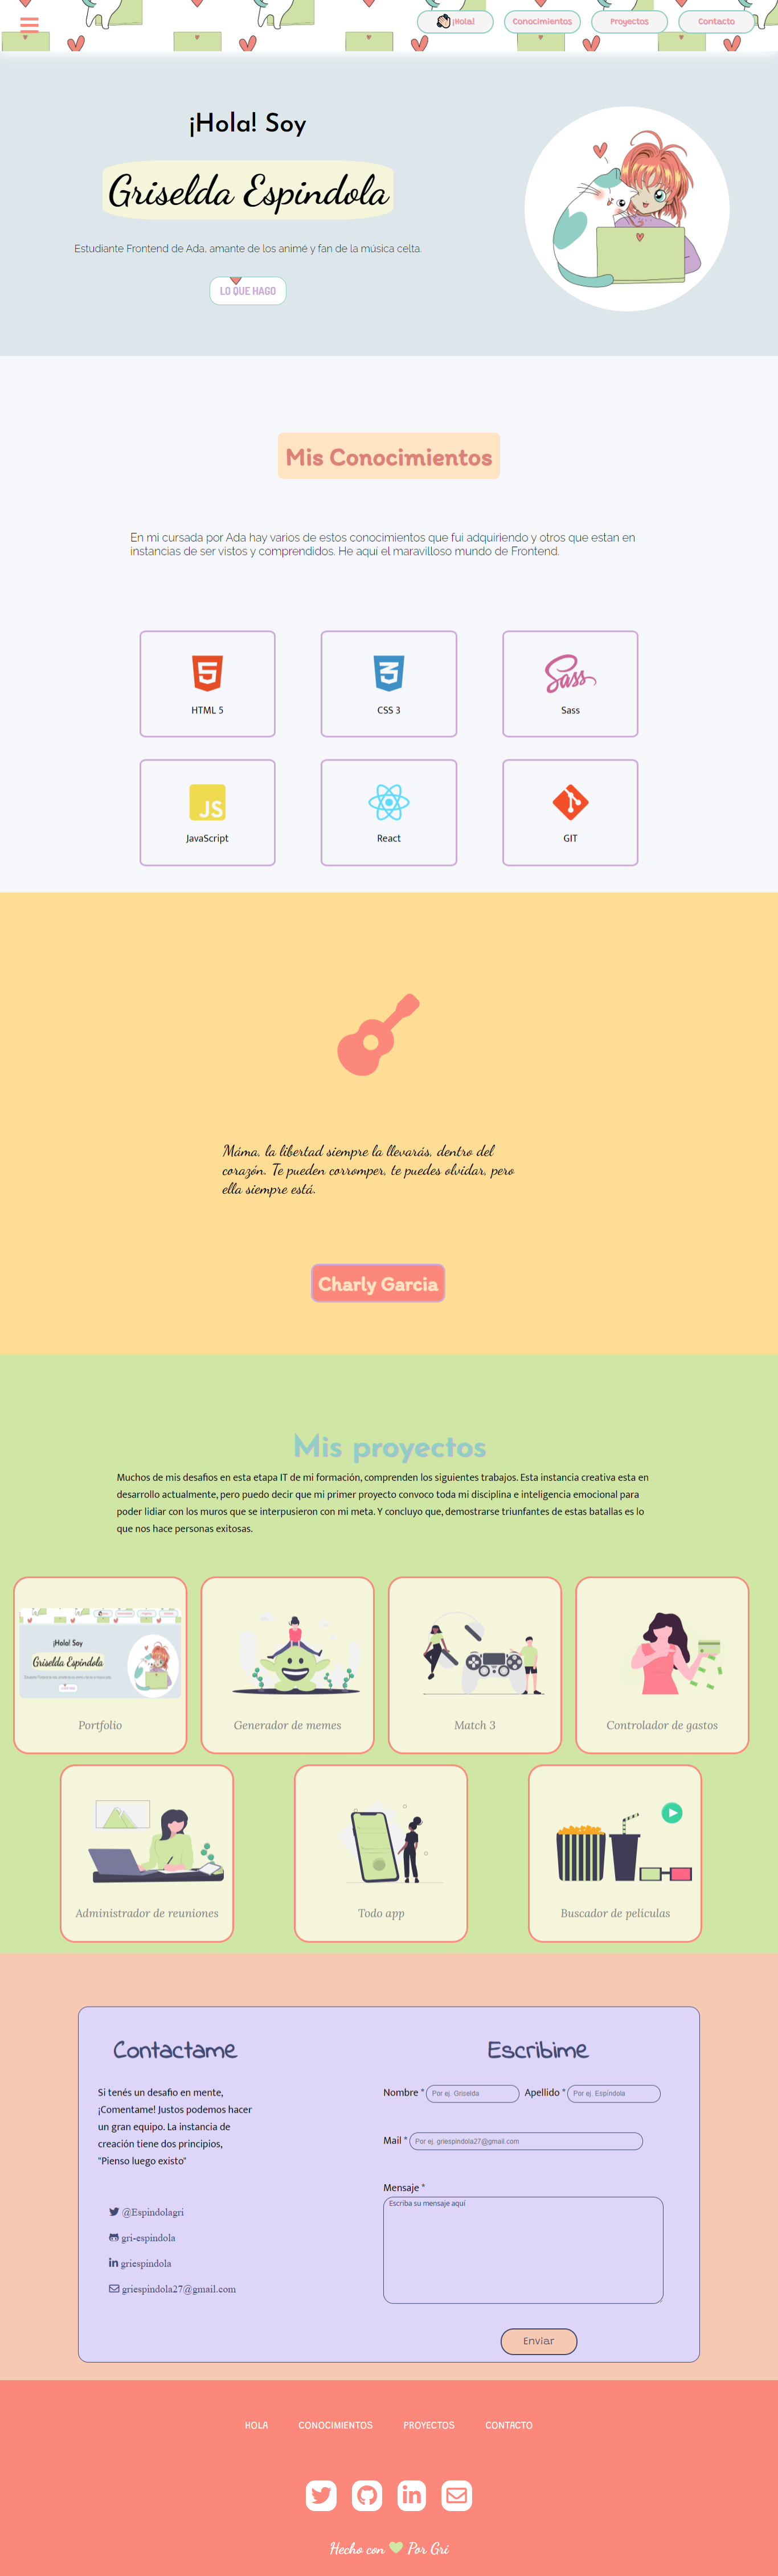 ¡Hola!
Conocimientos
Proyectos
Contacto
¡Hola! Soy
Griselda Espindola
Estudiante Frontend de Ada, amante de los animé y fan de la música celta.
LO QUE HAGO
Mis Conocimientos
En mi cursada por Ada hay varios de estos conocimientos que fui adquiriendo y otros que estan en
instancias de ser vistos y comprendidos. He aquí el maravilloso mundo de Frontend.
HTML 5
CSS 3
Sass
JS
JavaScript
React
GIT
Máma, la libertad siempre la llevarás, dentro del
corazón. Te pueden corromper, te puedes olvidar, pero
ella siempre está.
Charly Garcia
Mis proyectos
Muchos de mis desafios en esta etapa IT de mi formación, comprenden los siguientes trabajos. Esta instancia creativa esta en
desarrollo actualmente, pero puedo decir que mi primer proyecto convoco toda mi disciplina e inteligencia emocional para
poder lidiar con los muros que se interpusieron con mi meta. Y concluyo que, demostrarse triunfantes de estas batallas es lo
que nos hace personas exitosas.
¡Hola! Soy
Griselda Espindola
Portfolio
Generador de memes
Match 3
Controlador de gastos
Administrador de reuniones
Todo app
Buscador de películas
Contactame
Si tenés un desafio en mente,
¡Comentame! Justos podemos hacer
un gran equipo. La instancia de
creación tiene dos principios,
"Pienso luego existo"
@Espindolagri
gri-espindola
griespindola
griespindola27@gmail.com
Escribime
Nombre * Por ej. Griselda Apellido * Por ej. Espíndola
Mail * Por ej. griespindola27@gmail.com
Mensaje *
Escriba su mensaje aquí
Enviar
HOLA CONOCIMIENTOS PROYECTOS CONTACTO
Hecho con Por Gri